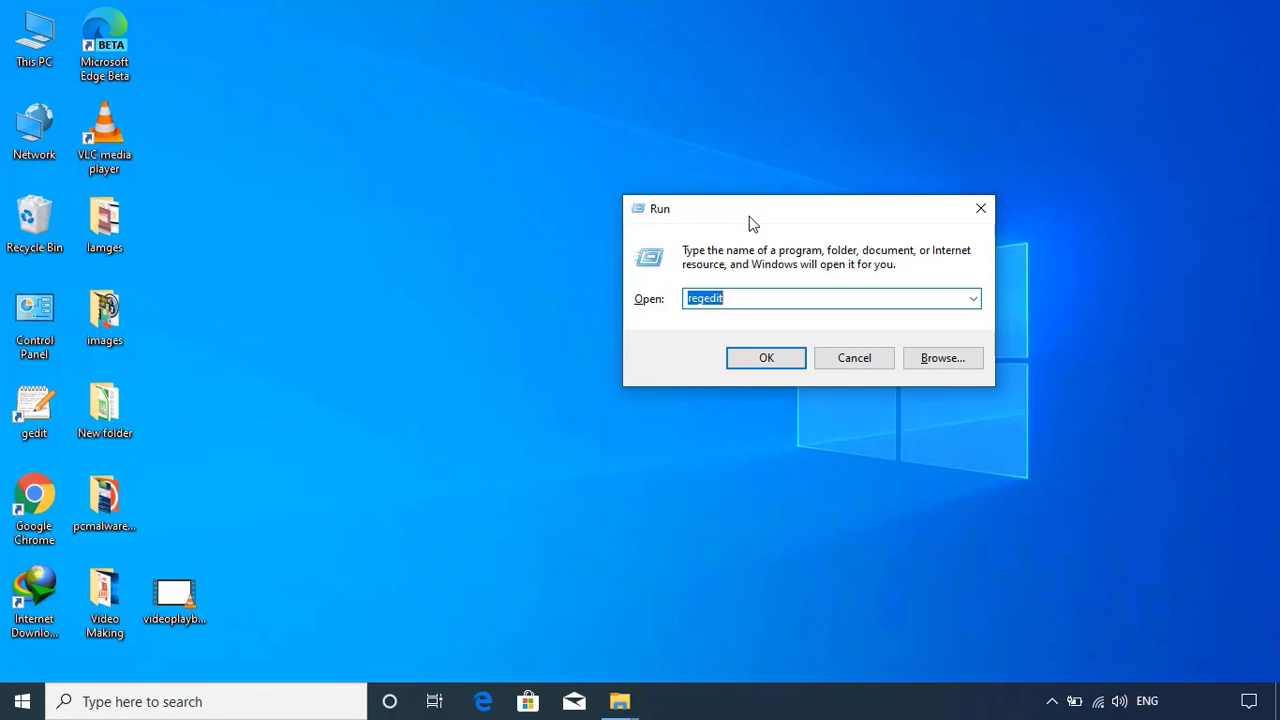 This PC
BETA
Microsoft
Edge Beta
Network
VLC media
player
Recycle Bin
Iamges
Control
Panel
images
gedit
New folder
Google
Chrome
pcmalware...
Internet
Downlo...
Video
Making
videoplayb...
Run
Type the name of a program, folder, document, or Internet
resource, and Windows will open it for you.
Open:
regedit
OK
Cancel
Browse...
Type here to search
ENG